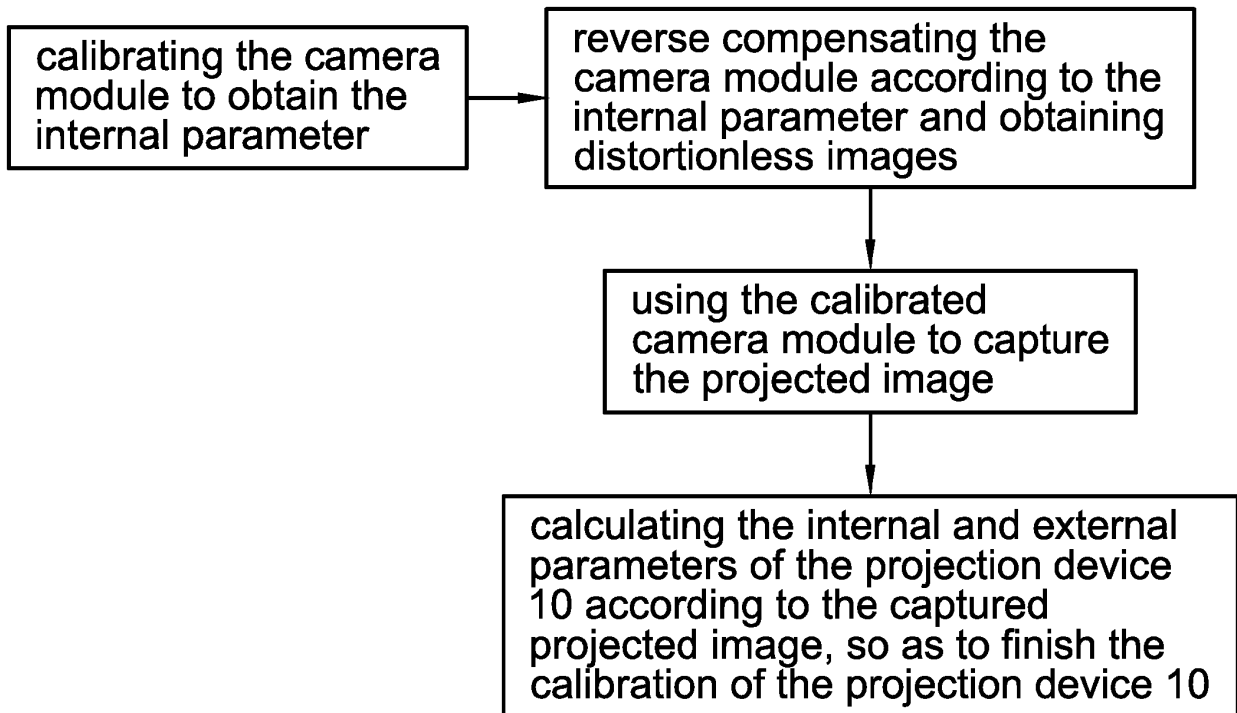 calibrating the camera
module to obtain the
internal parameter
reverse compensating the
camera module according to the
internal parameter and obtaining
distortionless images
using the calibrated
camera module to capture
the projected image
calculating the internal and external
parameters of the projection device
10 according to the captured
projected image, so as to finish the
calibration of the projection device 10